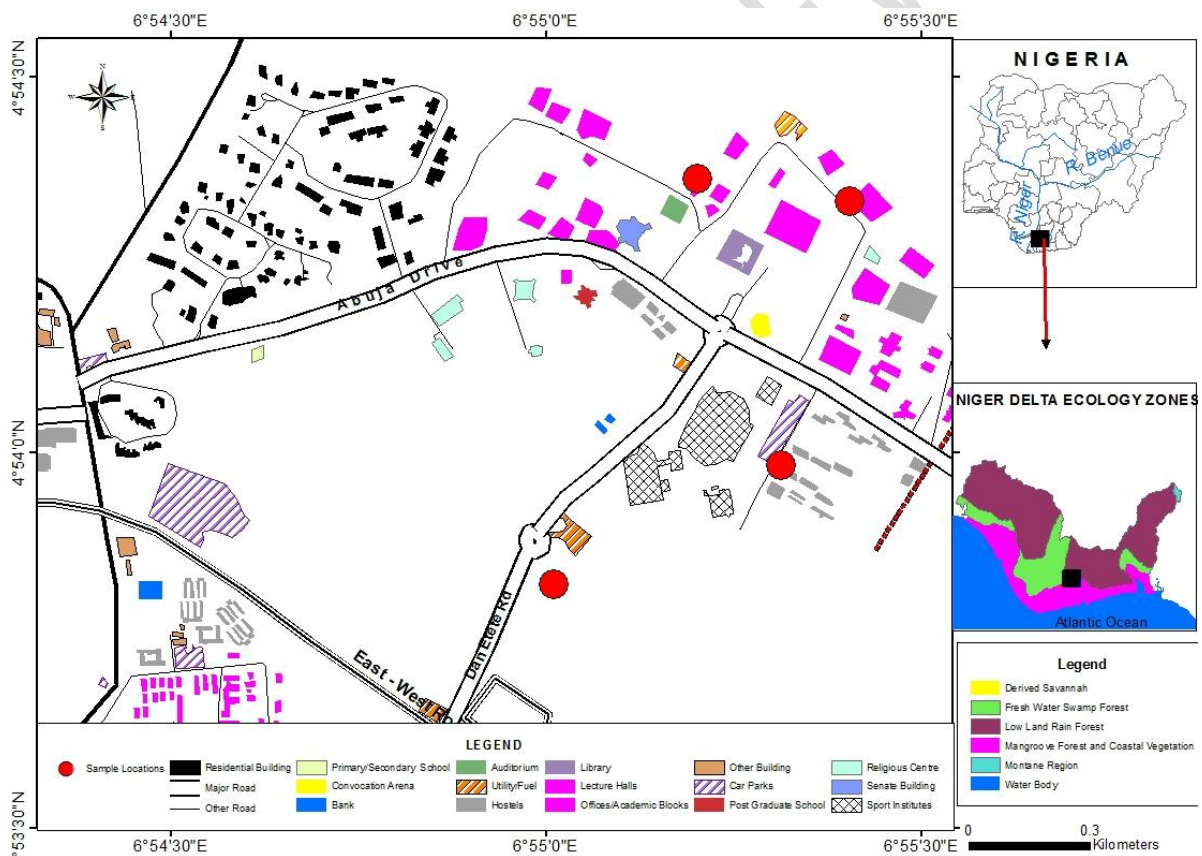 6°54'30"E 6°55'0"E 6°55'30"E
4°54'30"N
4°54'0"N
4°53'30"N
N
W
S
Abuja Drive
Dan Etete Rd
East - West Ro
NIGERIA
R. Benue
R. Niger
NIGER DELTA ECOLOGY ZONES
Atlantic Ocean
Legend
Derived Savannah
Fresh Water Swamp Forest
Low Land Rain Forest
Mangroove Forest and Coastal Vegetation
Montane Region
Water Body
LEGEND
Sample Locations
Residential Building
Major Road
Other Road
Primary/Secondary School
Convocation Arena
Bank
Auditorium
Utility/Fuel
Hostels
Library
Lecture Halls
Offices/Academic Blocks
Other Building
Car Parks
Post Graduate School
Religious Centre
Senate Building
Sport Institutes
6°54'30"E 6°55'0"E 6°55'30"E
0 0.3
Kilometers